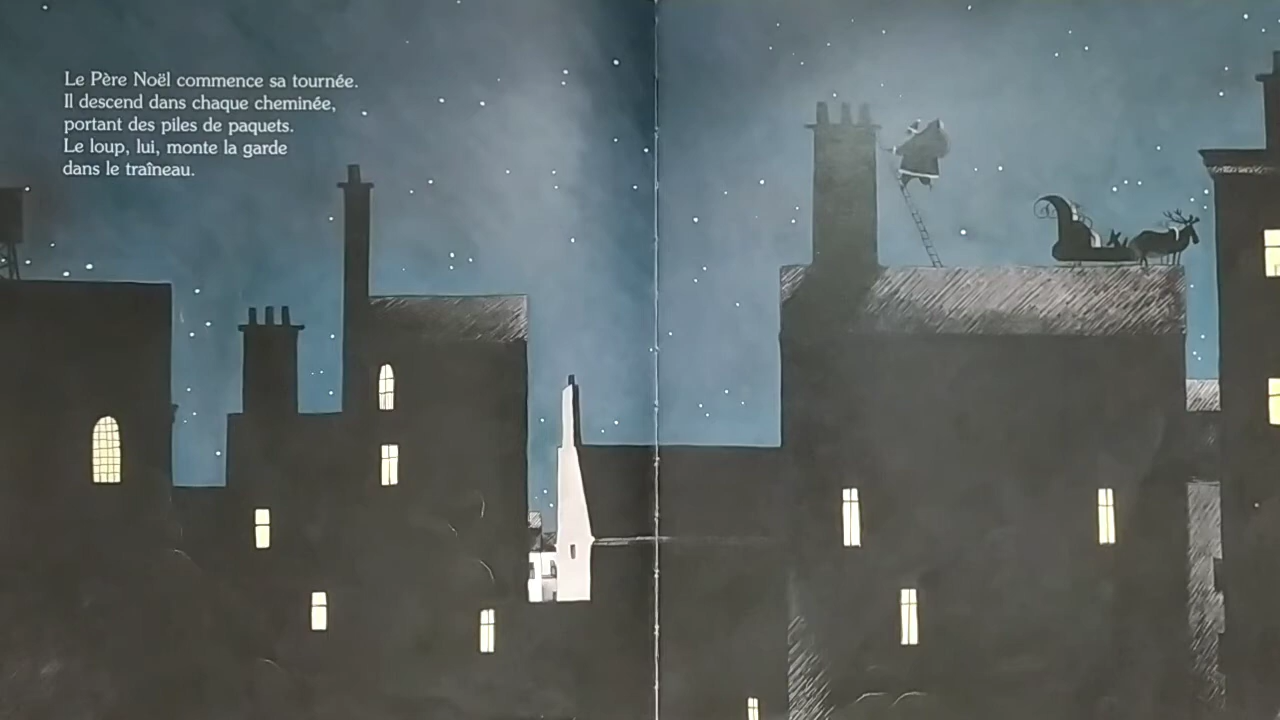 Le Père Noël commence sa tournée.
Il descend dans chaque cheminée,
portant des piles de paquets.
Le loup, lui, monte la garde
dans le traîneau.